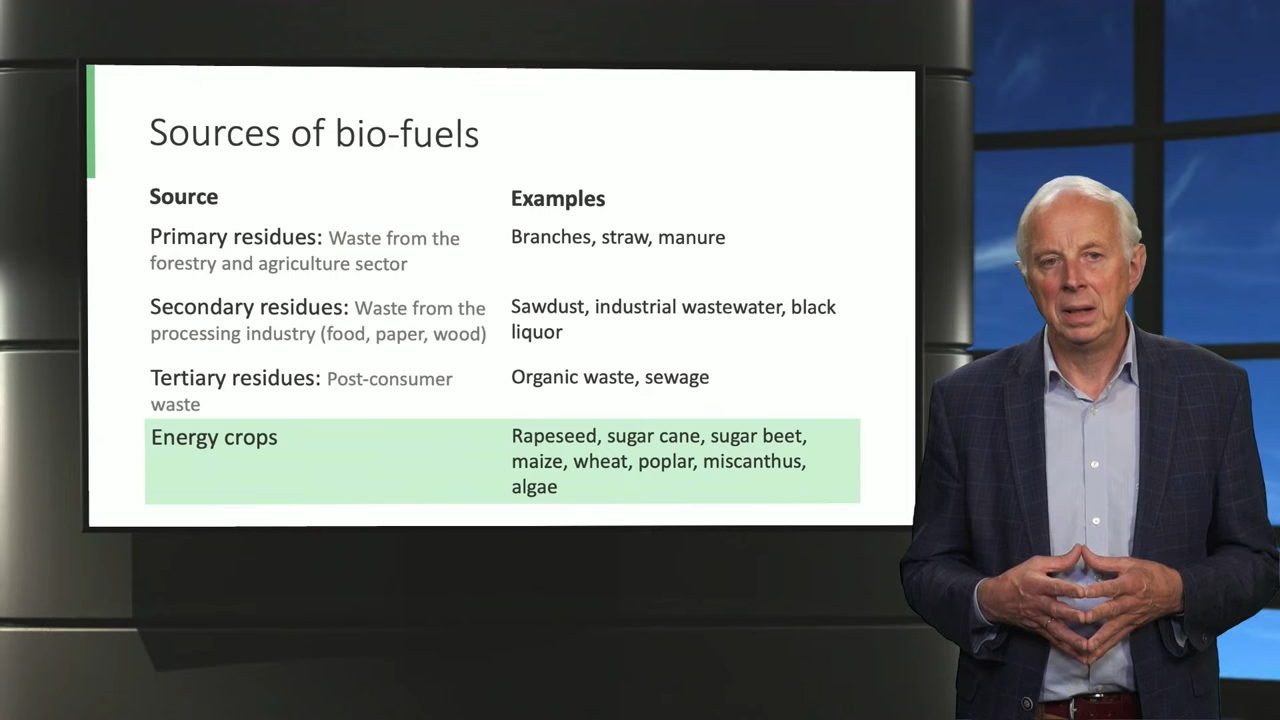 Sources of bio-fuels
Source
Examples
Primary residues: Waste from the
forestry and agriculture sector
Branches, straw, manure
Secondary residues: Waste from the
processing industry (food, paper, wood)
Sawdust, industrial wastewater, black
liquor
Tertiary residues: Post-consumer
waste
Organic waste, sewage
Energy crops
Rapeseed, sugar cane, sugar beet,
maize, wheat, poplar, miscanthus,
algae